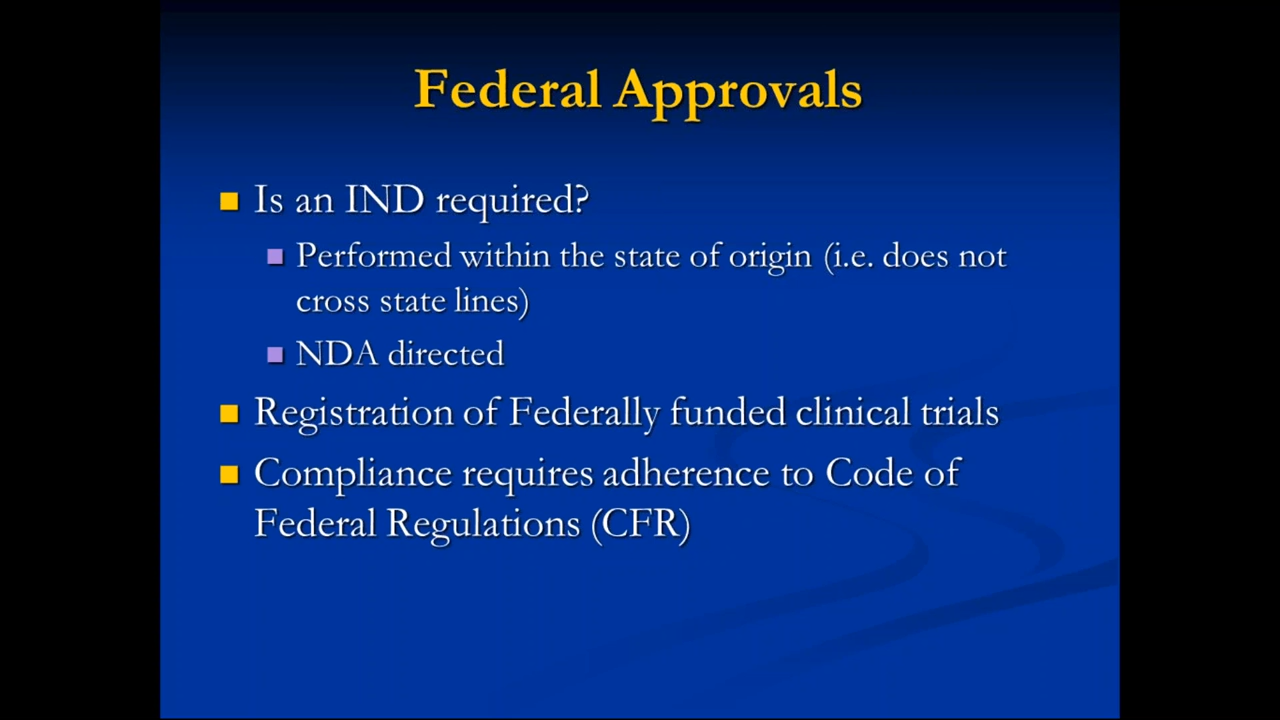 Federal Approvals
Is an IND required?
Performed within the state of origin (i.e. does not
cross state lines)
NDA directed
Registration of Federally funded clinical trials
Compliance requires adherence to Code of
Federal Regulations (CFR)